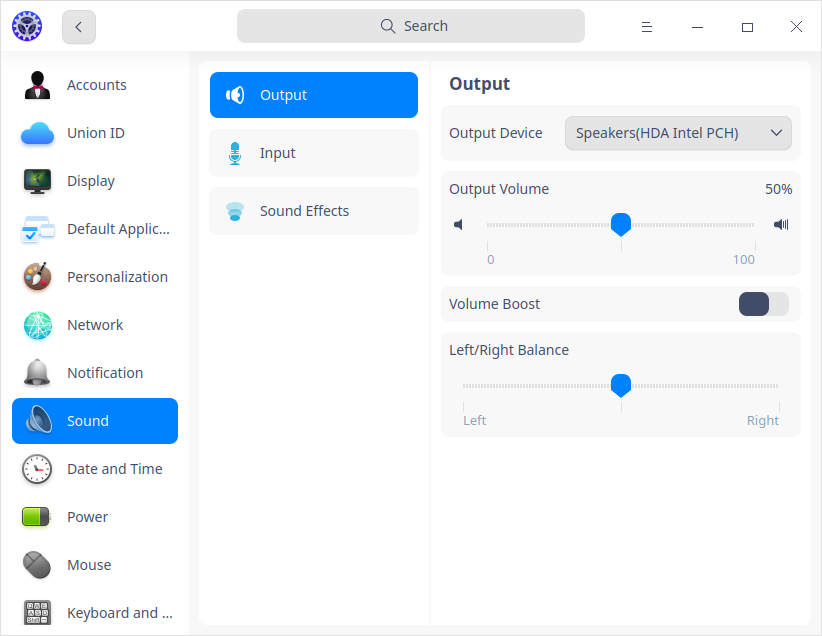 Search
Accounts
Union ID
Display
Default Applic...
Personalization
Network
Notification
Sound
Date and Time
Power
Mouse
Keyboard and ...
Output
Input
Sound Effects
Output
Output Device
Speakers(HDA Intel PCH)
Output Volume
50%
0
100
Volume Boost
Left/Right Balance
Left
Right